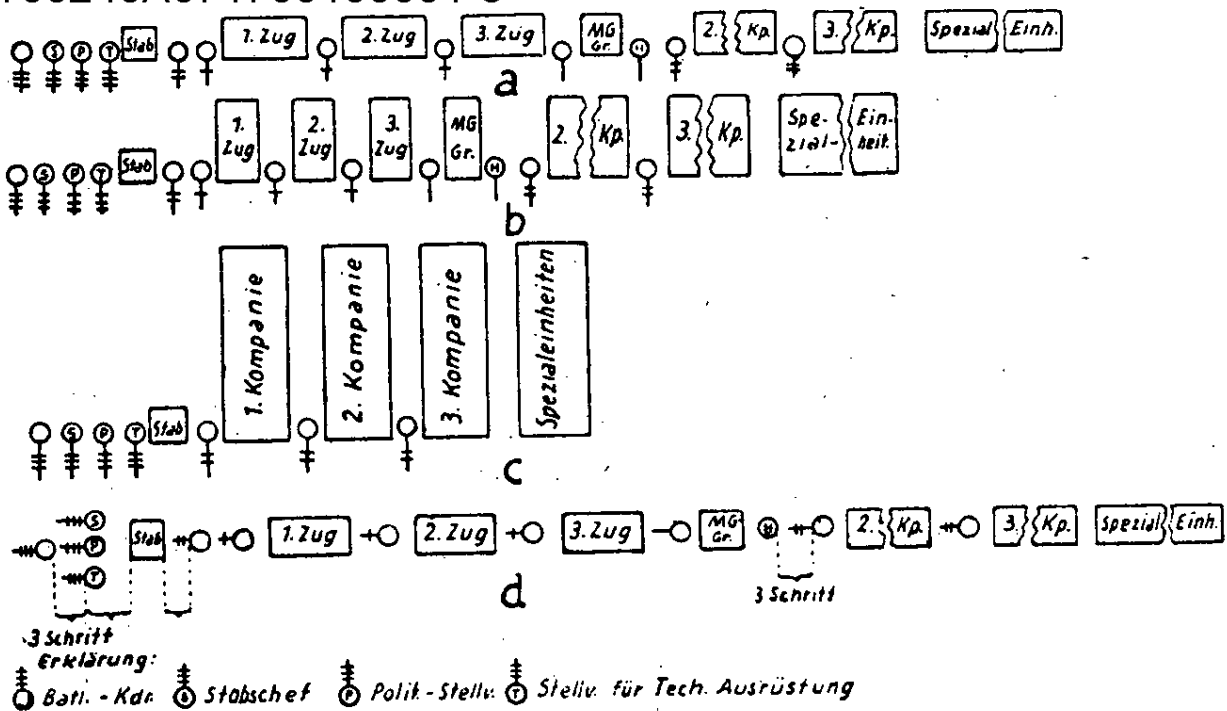 Stab 1. Zug 2. Zug 3. Zug MG Gr. 2. Kp. 3. Kp. Spezial Einh.
S P T H
a
1. Zug 2. Zug 3. Zug MG Gr. 2. Kp. 3. Kp. Spe-zial- Ein-heit.
S P T Stab H
b
1. Kompanie 2. Kompanie 3. Kompanie Spezialeinheiten
S P T Stab
c
S
P Stab 1. Zug 2. Zug 3. Zug MG Gr. H 2. Kp. 3. Kp. Spezial Einh.
T
d
3 Schritt
3 Schritt
Erklärung:
Batl.-Kdr. S Stabschef P Polit-Stellv. T Stellv. für Tech. Ausrüstung